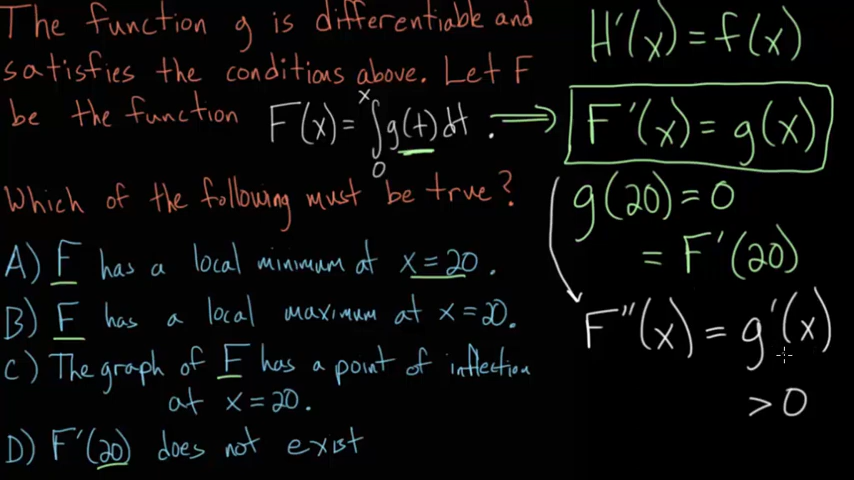 The function g is differentiable and
satisfies the conditions above. Let F
be the function F(x) = ∫₀ˣ g(t) dt . ⟹
Which of the following must be true?
A) F has a local minimum at x = 20.
B) F has a local maximum at x = 20.
C) The graph of F has a point of inflection
at x = 20.
D) F'(20) does not exist
H'(x) = f(x)
F'(x) = g(x)
g(20) = 0
= F'(20)
F"(x) = g'(x)
> 0